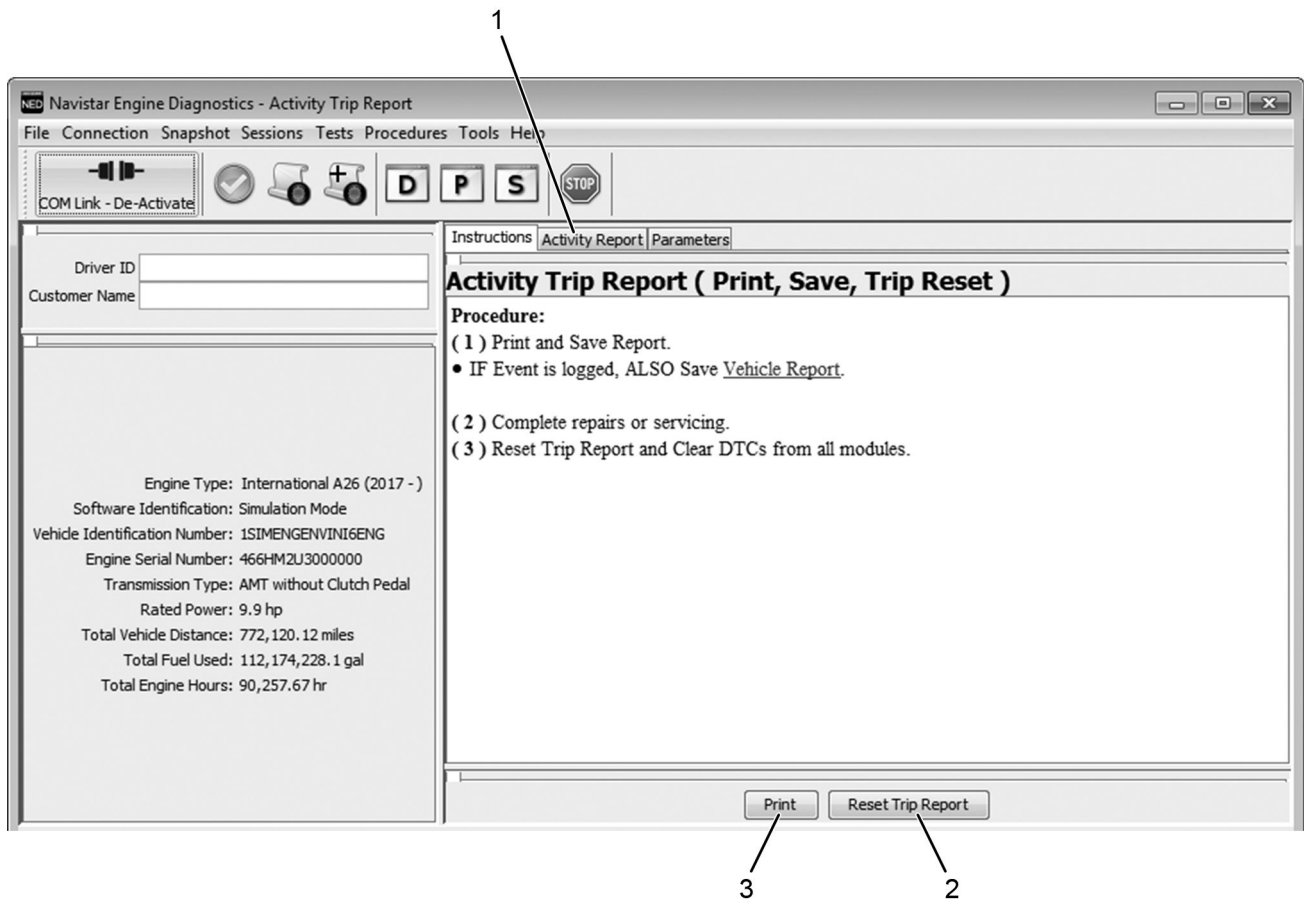 1
NED Navistar Engine Diagnostics - Activity Trip Report
File Connection Snapshot Sessions Tests Procedures Tools Help
COM Link - De-Activate
D P S STOP
Instructions Activity Report Parameters
Driver ID
Customer Name
Activity Trip Report ( Print, Save, Trip Reset )
Procedure:
( 1 ) Print and Save Report.
• IF Event is logged, ALSO Save Vehicle Report.
( 2 ) Complete repairs or servicing.
( 3 ) Reset Trip Report and Clear DTCs from all modules.
Engine Type: International A26 (2017 - )
Software Identification: Simulation Mode
Vehicle Identification Number: 1SIMENGENVINI6ENG
Engine Serial Number: 466HM2U3000000
Transmission Type: AMT without Clutch Pedal
Rated Power: 9.9 hp
Total Vehicle Distance: 772,120.12 miles
Total Fuel Used: 112,174,228.1 gal
Total Engine Hours: 90,257.67 hr
Print Reset Trip Report
3 2